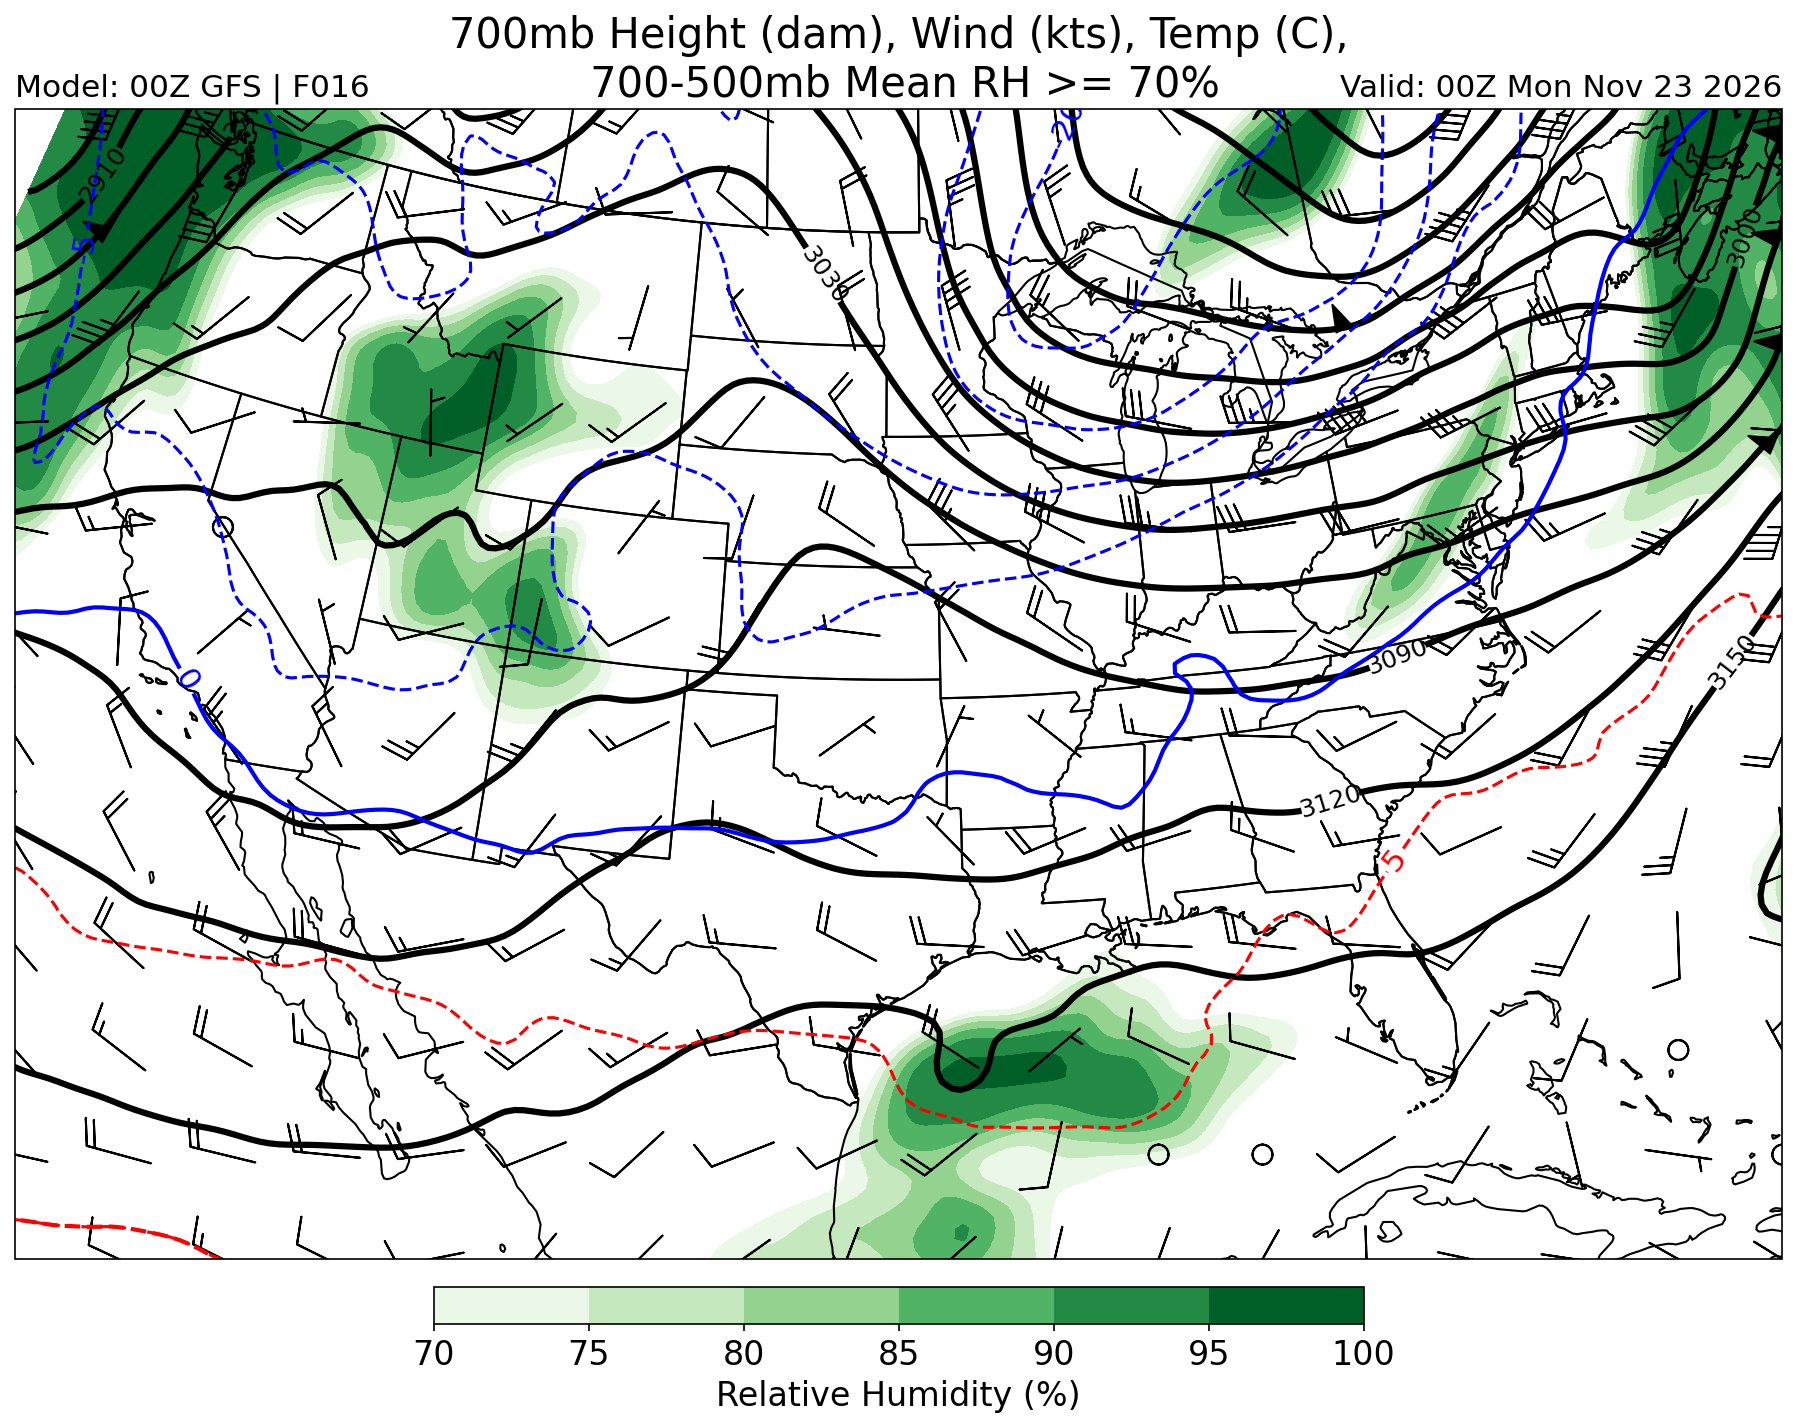 700mb Height (dam), Wind (kts), Temp (C),
700-500mb Mean RH >= 70%
Model: 00Z GFS | F016
Valid: 00Z Mon Nov 23 2026
2910
-5
3030
3000
0
3090
3150
3120
5
70 75 80 85 90 95 100
Relative Humidity (%)